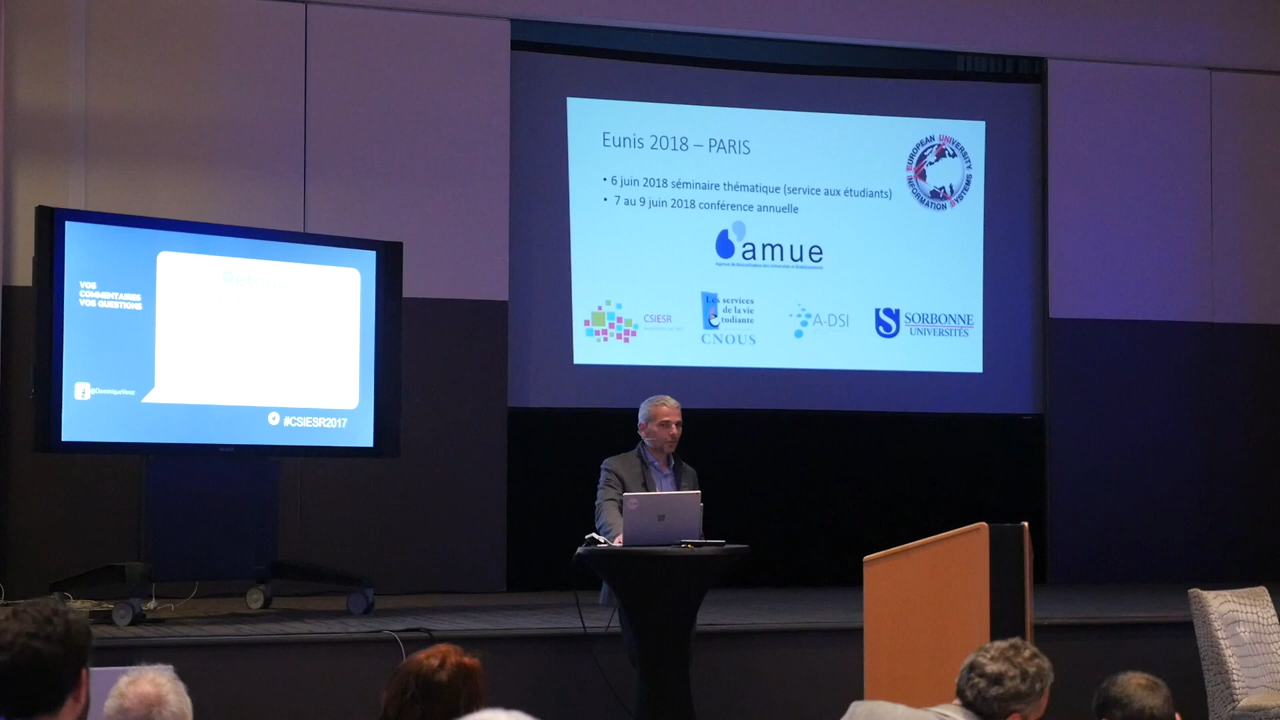 Eunis 2018 – PARIS
EUROPEAN UNIVERSITY
INFORMATION SYSTEMS
• 6 juin 2018 séminaire thématique (service aux étudiants)
• 7 au 9 juin 2018 conférence annuelle
amue
CSIESR
Les services
de la vie
étudiante
CNOUS
A-DSI
S SORBONNE
UNIVERSITÉS
VOS
COMMENTAIRES
VOS QUESTIONS
#CSIESR2017